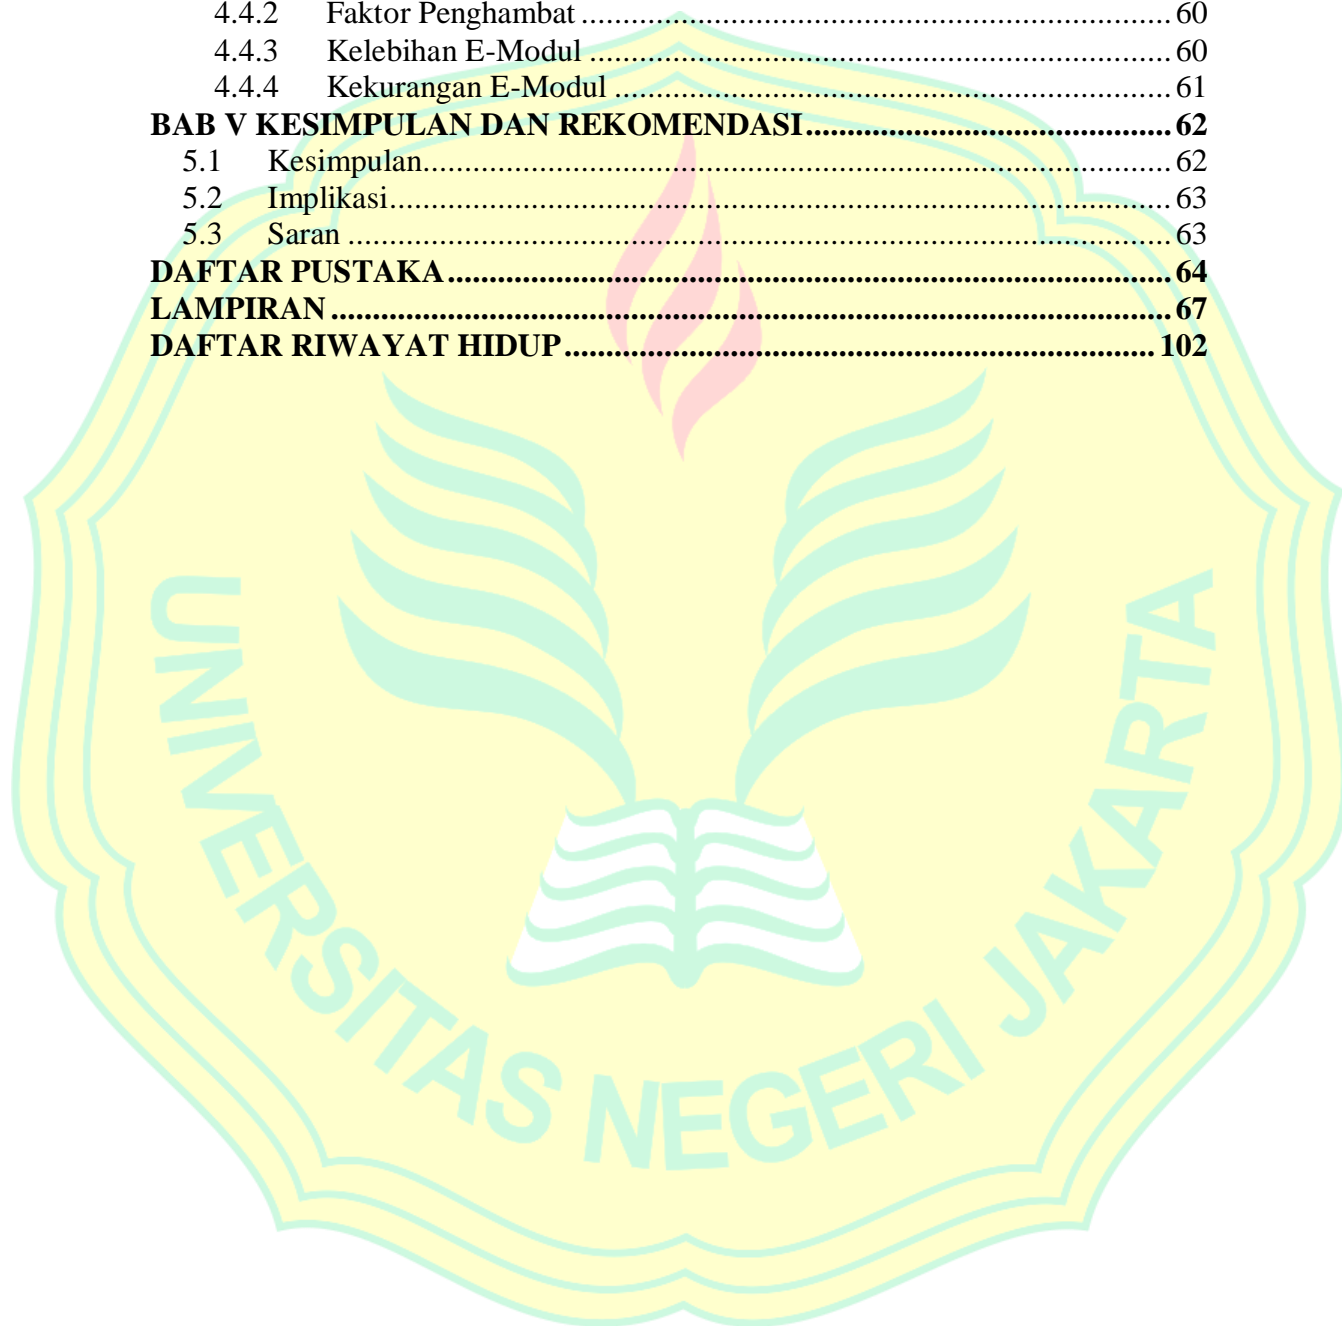 4.4.2 Faktor Penghambat ........................................................................... 60
4.4.3 Kelebihan E-Modul .......................................................................... 60
4.4.4 Kekurangan E-Modul ....................................................................... 61
BAB V KESIMPULAN DAN REKOMENDASI ............................................... 62
5.1 Kesimpulan ................................................................................................ 62
5.2 Implikasi .................................................................................................... 63
5.3 Saran ......................................................................................................... 63
DAFTAR PUSTAKA ............................................................................................ 64
LAMPIRAN ........................................................................................................... 67
DAFTAR RIWAYAT HIDUP ........................................................................... 102
UNIVERSITAS NEGERI JAKARTA